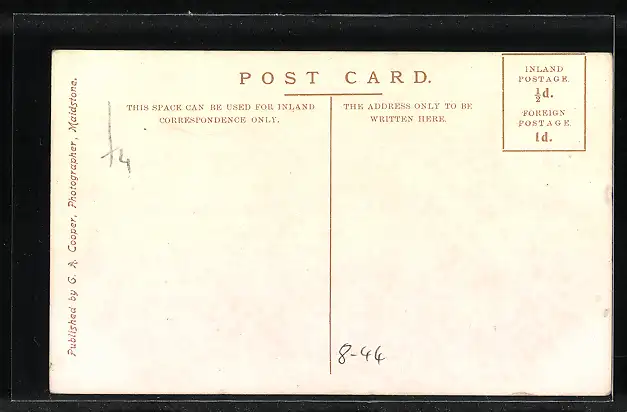 POST CARD.
THIS SPACE CAN BE USED FOR INLAND
CORRESPONDENCE ONLY.
THE ADDRESS ONLY TO BE
WRITTEN HERE.
INLAND
POSTAGE
½d.
FOREIGN
POSTAGE
1d.
Published by G. A. Cooper, Photographer, Maidstone.
8-44